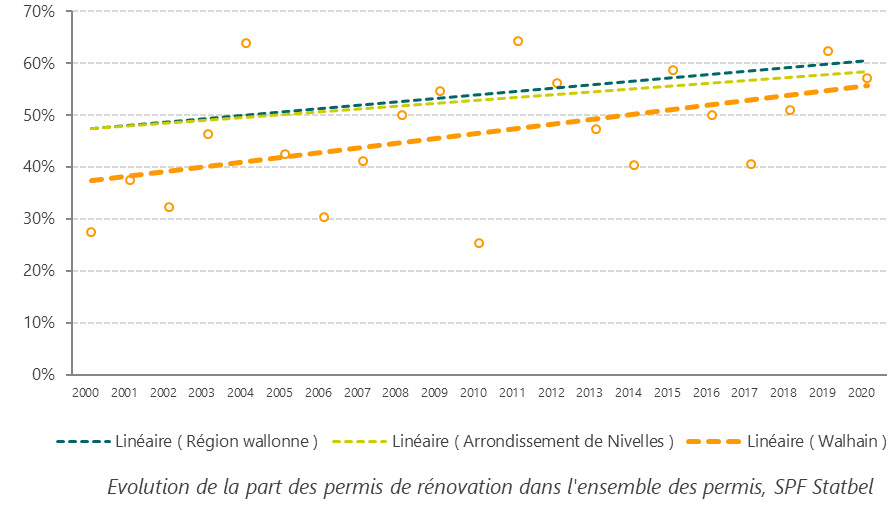 70%
60%
50%
40%
30%
20%
10%
0%
2000 2001 2002 2003 2004 2005 2006 2007 2008 2009 2010 2011 2012 2013 2014 2015 2016 2017 2018 2019 2020
Linéaire ( Région wallonne ) Linéaire ( Arrondissement de Nivelles ) Linéaire ( Walhain )
Evolution de la part des permis de rénovation dans l'ensemble des permis, SPF Statbel